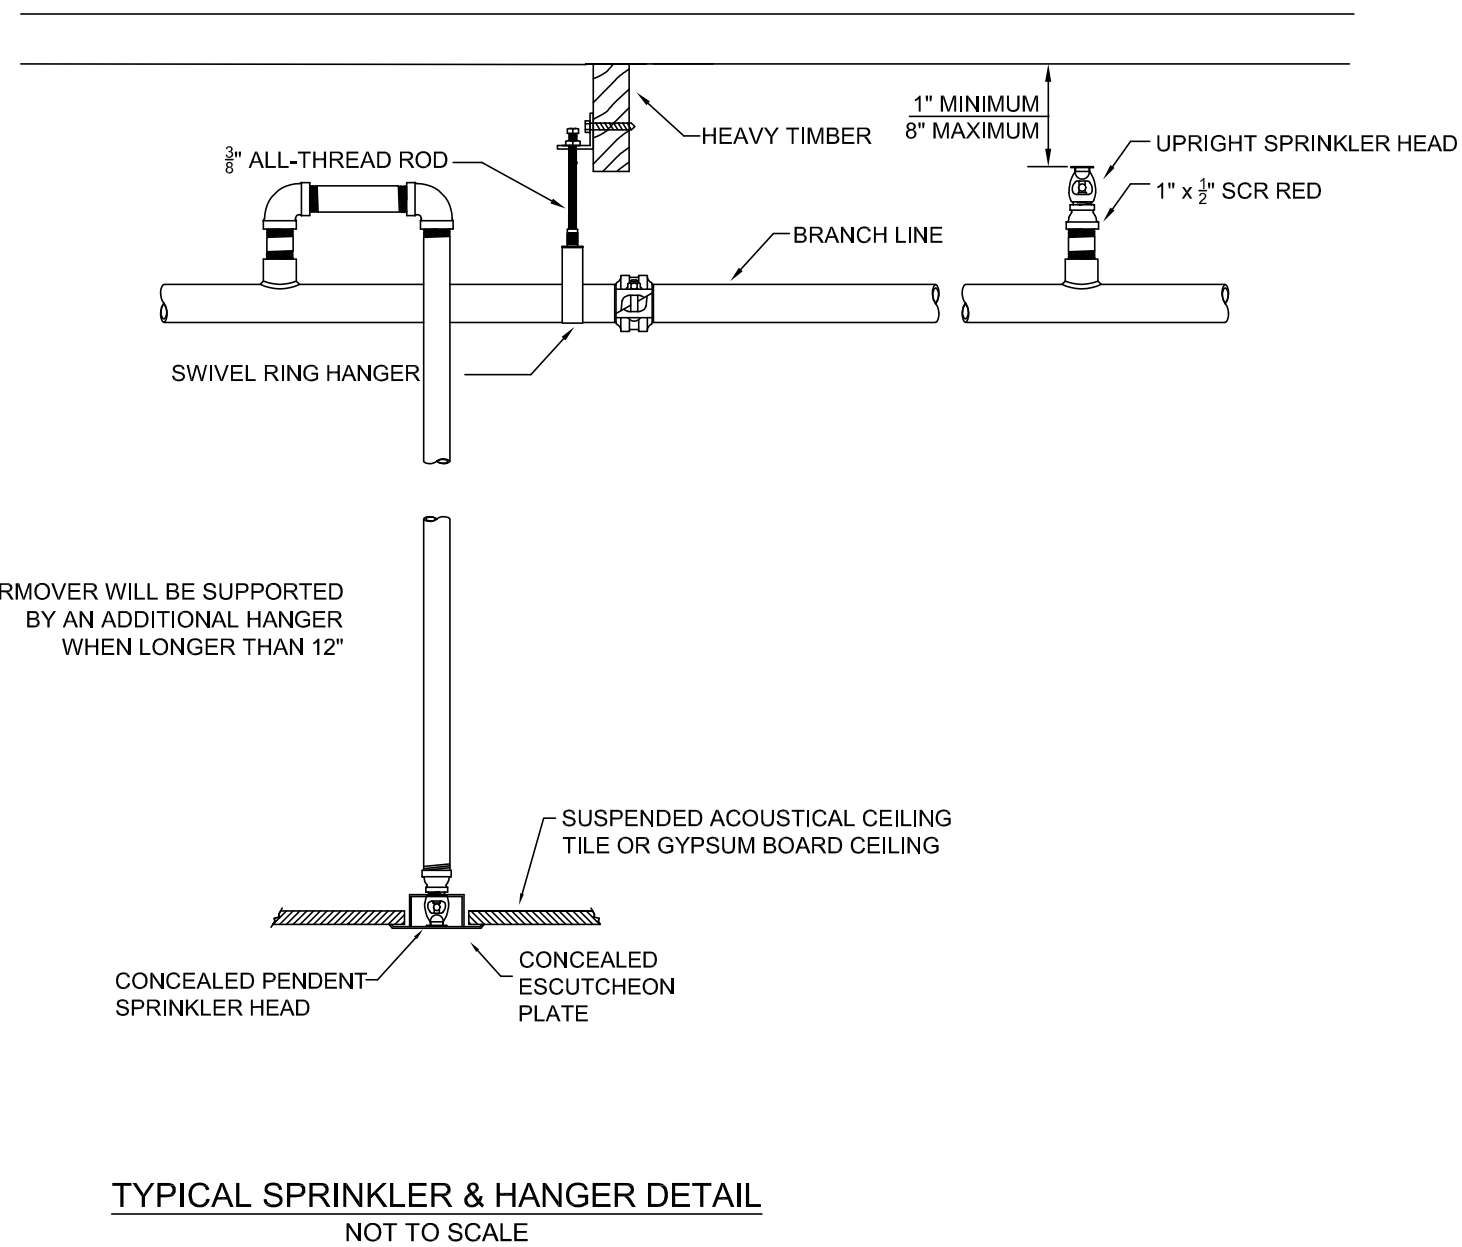 1" MINIMUM
8" MAXIMUM
HEAVY TIMBER
UPRIGHT SPRINKLER HEAD
3/8" ALL-THREAD ROD
1" x 1/2" SCR RED
BRANCH LINE
SWIVEL RING HANGER
RMOVER WILL BE SUPPORTED
BY AN ADDITIONAL HANGER
WHEN LONGER THAN 12"
SUSPENDED ACOUSTICAL CEILING
TILE OR GYPSUM BOARD CEILING
CONCEALED PENDENT
SPRINKLER HEAD
CONCEALED
ESCUTCHEON
PLATE
TYPICAL SPRINKLER & HANGER DETAIL
NOT TO SCALE